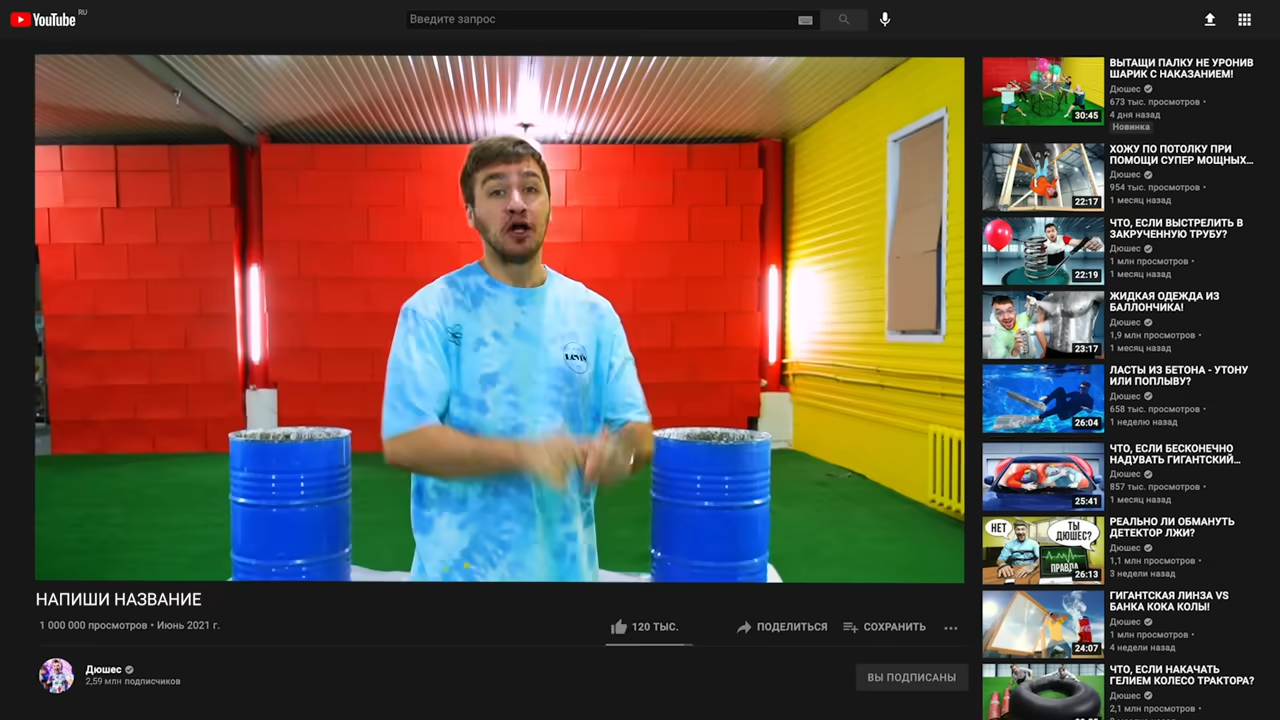 YouTube RU
Введите запрос
LEVI'S
НАПИШИ НАЗВАНИЕ
1 000 000 просмотров • Июнь 2021 г.
120 ТЫС.
ПОДЕЛИТЬСЯ
СОХРАНИТЬ
Дюшес
2,59 млн подписчиков
ВЫ ПОДПИСАНЫ
30:45
ВЫТАЩИ ПАЛКУ НЕ УРОНИВ
ШАРИК С НАКАЗАНИЕМ!
Дюшес
673 тыс. просмотров •
4 дня назад
Новинка
22:17
ХОЖУ ПО ПОТОЛКУ ПРИ
ПОМОЩИ СУПЕР МОЩНЫХ...
Дюшес
954 тыс. просмотров •
1 месяц назад
22:19
ЧТО, ЕСЛИ ВЫСТРЕЛИТЬ В
ЗАКРУЧЕННУЮ ТРУБУ?
Дюшес
1 млн просмотров •
1 месяц назад
23:17
ЖИДКАЯ ОДЕЖДА ИЗ
БАЛЛОНЧИКА!
Дюшес
1,9 млн просмотров •
1 месяц назад
26:04
ЛАСТЫ ИЗ БЕТОНА - УТОНУ
ИЛИ ПОПЛЫВУ?
Дюшес
658 тыс. просмотров •
1 неделю назад
25:41
ЧТО, ЕСЛИ БЕСКОНЕЧНО
НАДУВАТЬ ГИГАНТСКИЙ...
Дюшес
857 тыс. просмотров •
1 месяц назад
НЕТ
ТЫ
ДЮШЕС?
ПРАВДА
26:13
РЕАЛЬНО ЛИ ОБМАНУТЬ
ДЕТЕКТОР ЛЖИ?
Дюшес
1,1 млн просмотров •
3 недели назад
24:07
ГИГАНТСКАЯ ЛИНЗА VS
БАНКА КОКА КОЛЫ!
Дюшес
1 млн просмотров •
4 недели назад
ЧТО, ЕСЛИ НАКАЧАТЬ
ГЕЛИЕМ КОЛЕСО ТРАКТОРА?
Дюшес
2,1 млн просмотров •